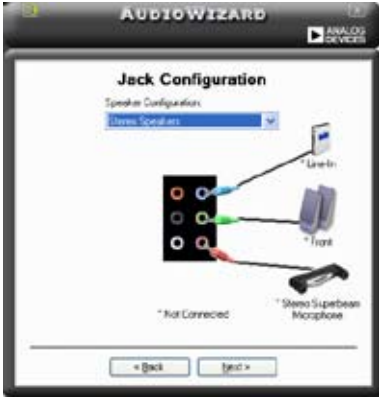 AUDIOWIZARD
ANALOG
DEVICES
Jack Configuration
Speaker Configuration:
Stereo Speakers
* Line-In
* Front
* Stereo Superbeam
Microphone
* Not Connected
< Back
Next >